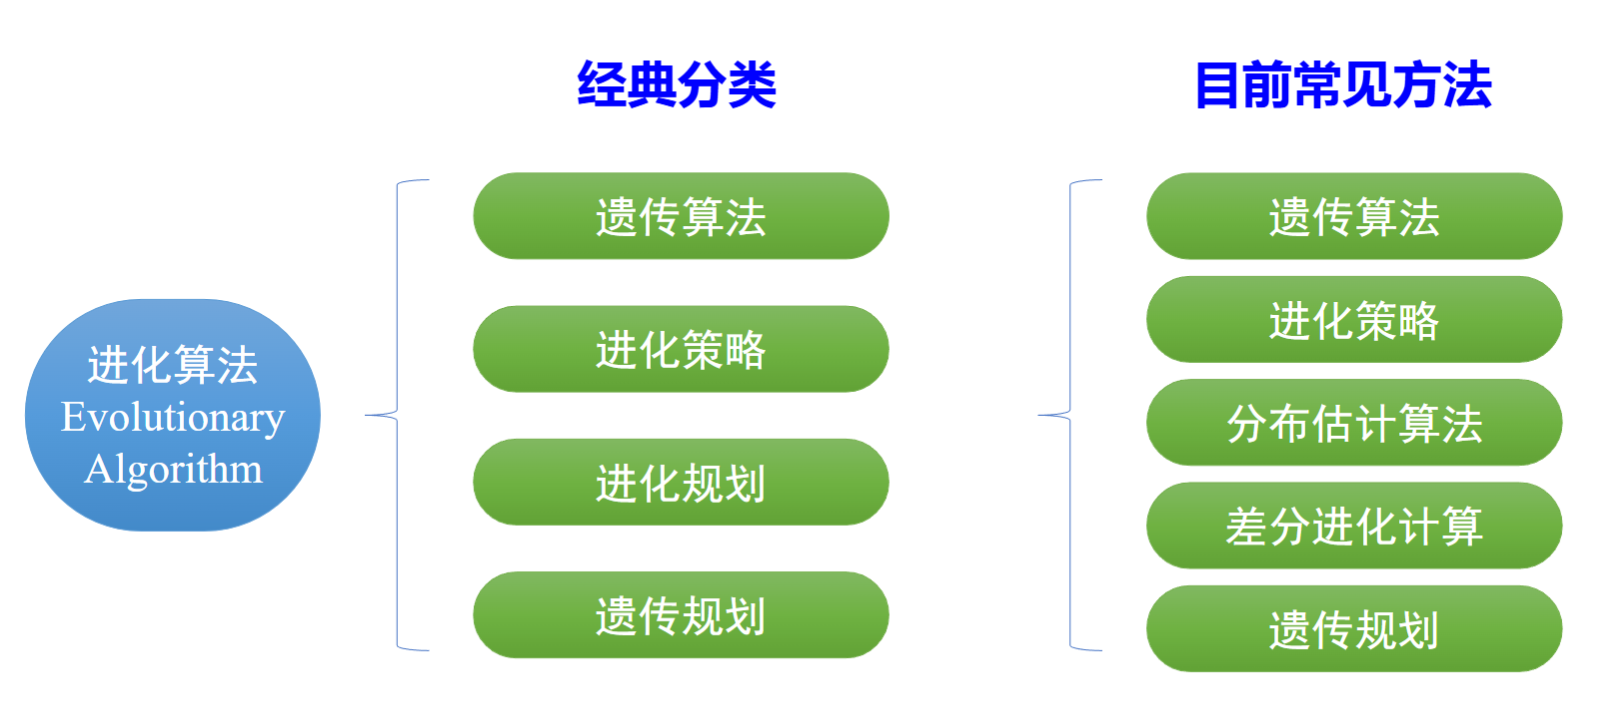 经典分类
目前常见方法
进化算法
Evolutionary
Algorithm
遗传算法
进化策略
进化规划
遗传规划
遗传算法
进化策略
分布估计算法
差分进化计算
遗传规划